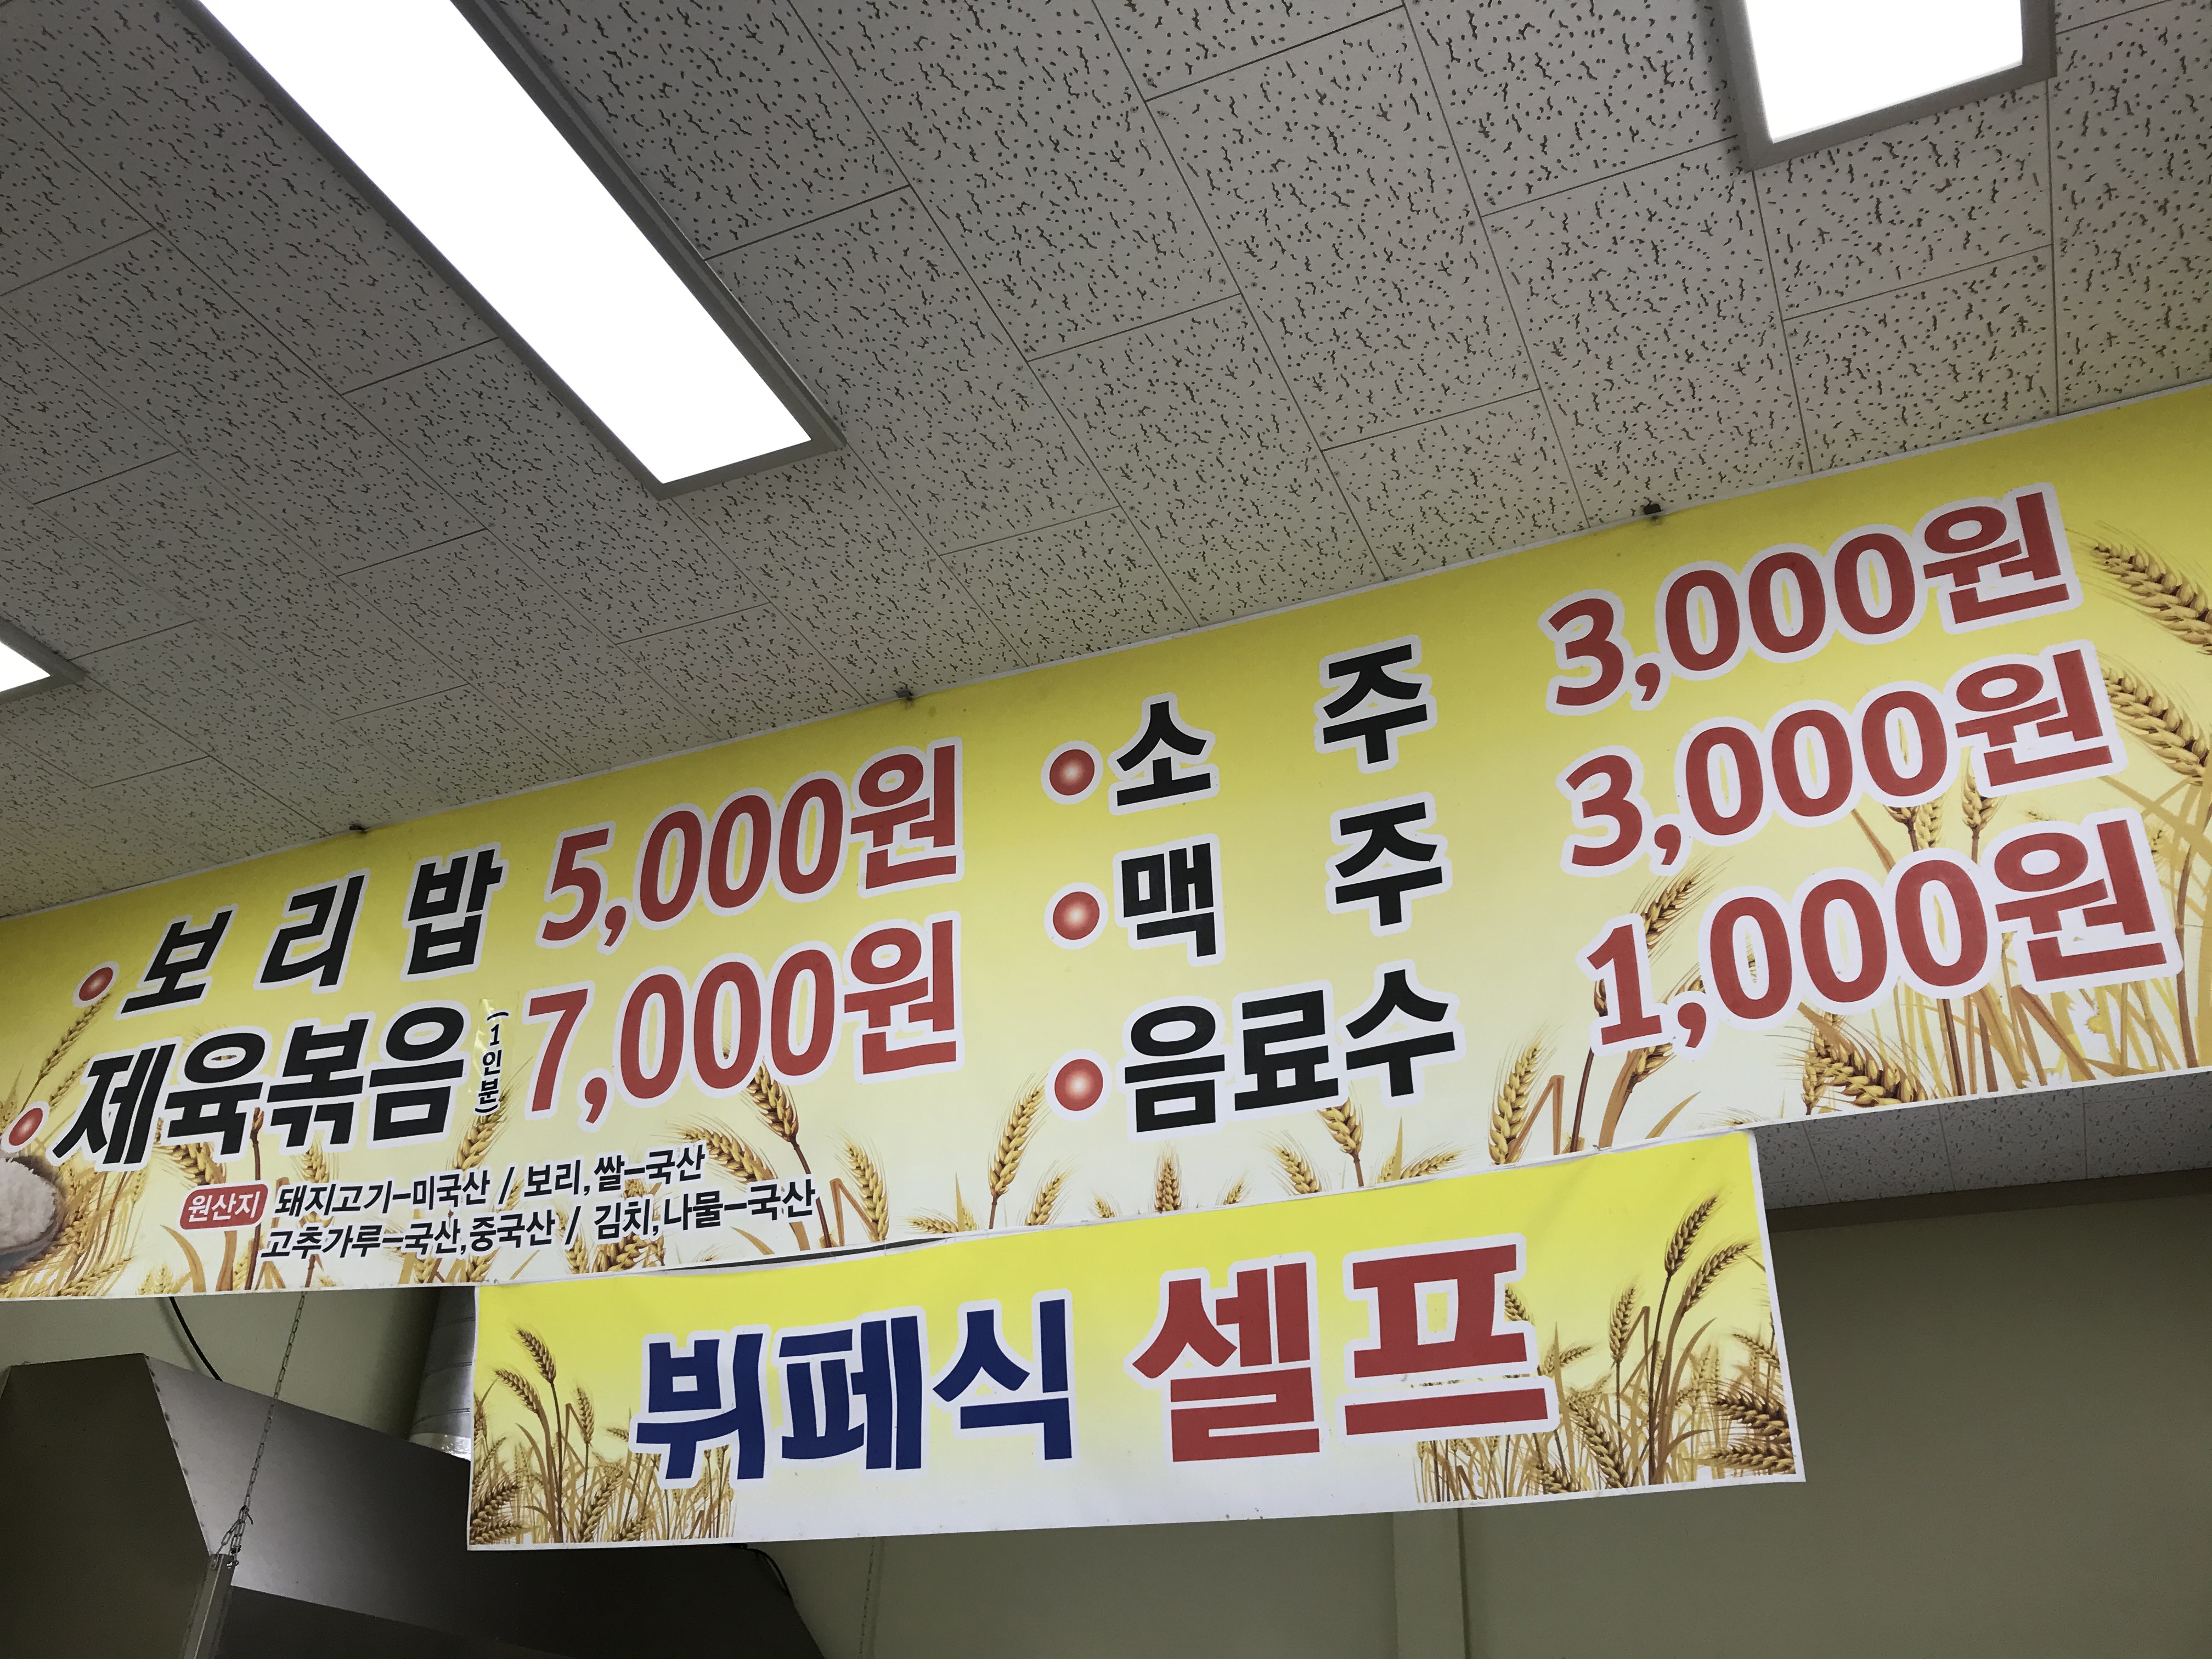 보리밥 5,000원
제육볶음(1인분) 7,000원
소주 3,000원
맥주 3,000원
음료수 1,000원
원산지 돼지고기-미국산 / 보리,쌀-국산
고추가루-국산,중국산 / 김치,나물-국산
뷔페식 셀프